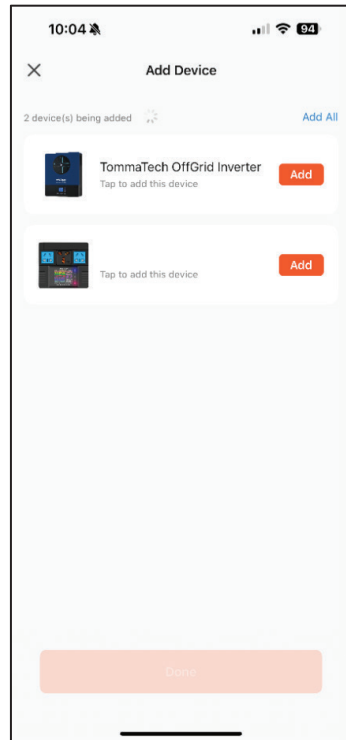 10:04
94
Add Device
2 device(s) being added
Add All
TommaTech OffGrid Inverter
Tap to add this device
Add
Tap to add this device
Add
Done